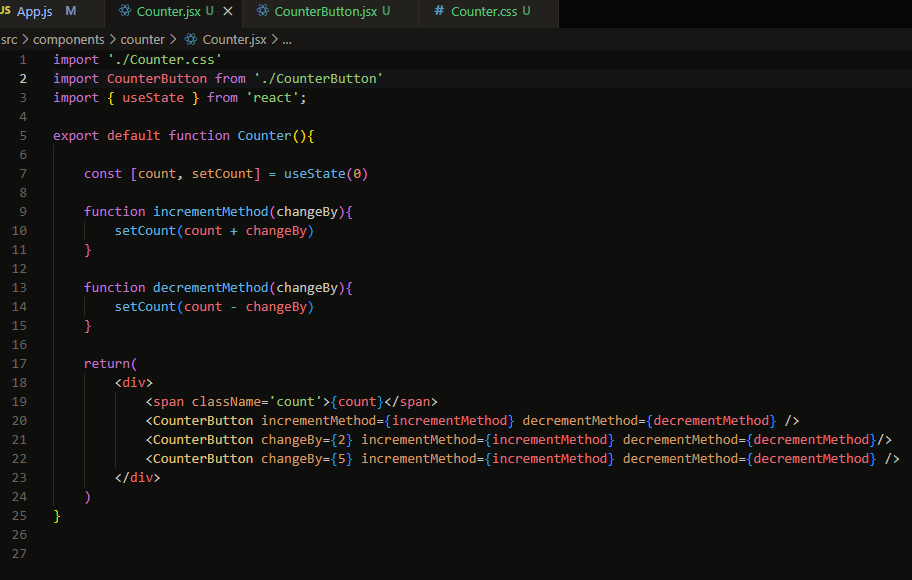 JS App.js M Counter.jsx U × CounterButton.jsx U # Counter.css U
src > components > counter > Counter.jsx > ...
1 import './Counter.css'
2 import CounterButton from './CounterButton'
3 import { useState } from 'react';
4
5 export default function Counter(){
6
7 const [count, setCount] = useState(0)
8
9 function incrementMethod(changeBy){
10 setCount(count + changeBy)
11 }
12
13 function decrementMethod(changeBy){
14 setCount(count - changeBy)
15 }
16
17 return(
18 <div>
19 <span className='count'>{count}</span>
20 <CounterButton incrementMethod={incrementMethod} decrementMethod={decrementMethod} />
21 <CounterButton changeBy={2} incrementMethod={incrementMethod} decrementMethod={decrementMethod}/>
22 <CounterButton changeBy={5} incrementMethod={incrementMethod} decrementMethod={decrementMethod} />
23 </div>
24 )
25 }
26
27